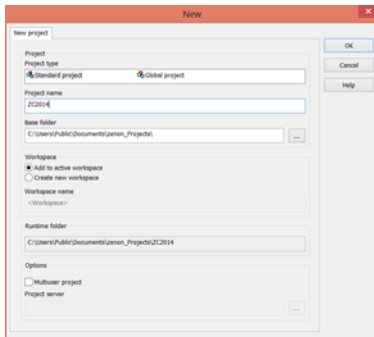 New
New project
OK
Cancel
Help
Project
Project type
Standard project Global project
Project name
ZC2014
Base folder
C:\Users\Public\Documents\zenon_Projects\
...
Workspace
Add to active workspace
Create new workspace
Workspace name
<Workspace>
Runtime folder
C:\Users\Public\Documents\zenon_Projects\ZC2014
Options
Multiuser project
Project server
...